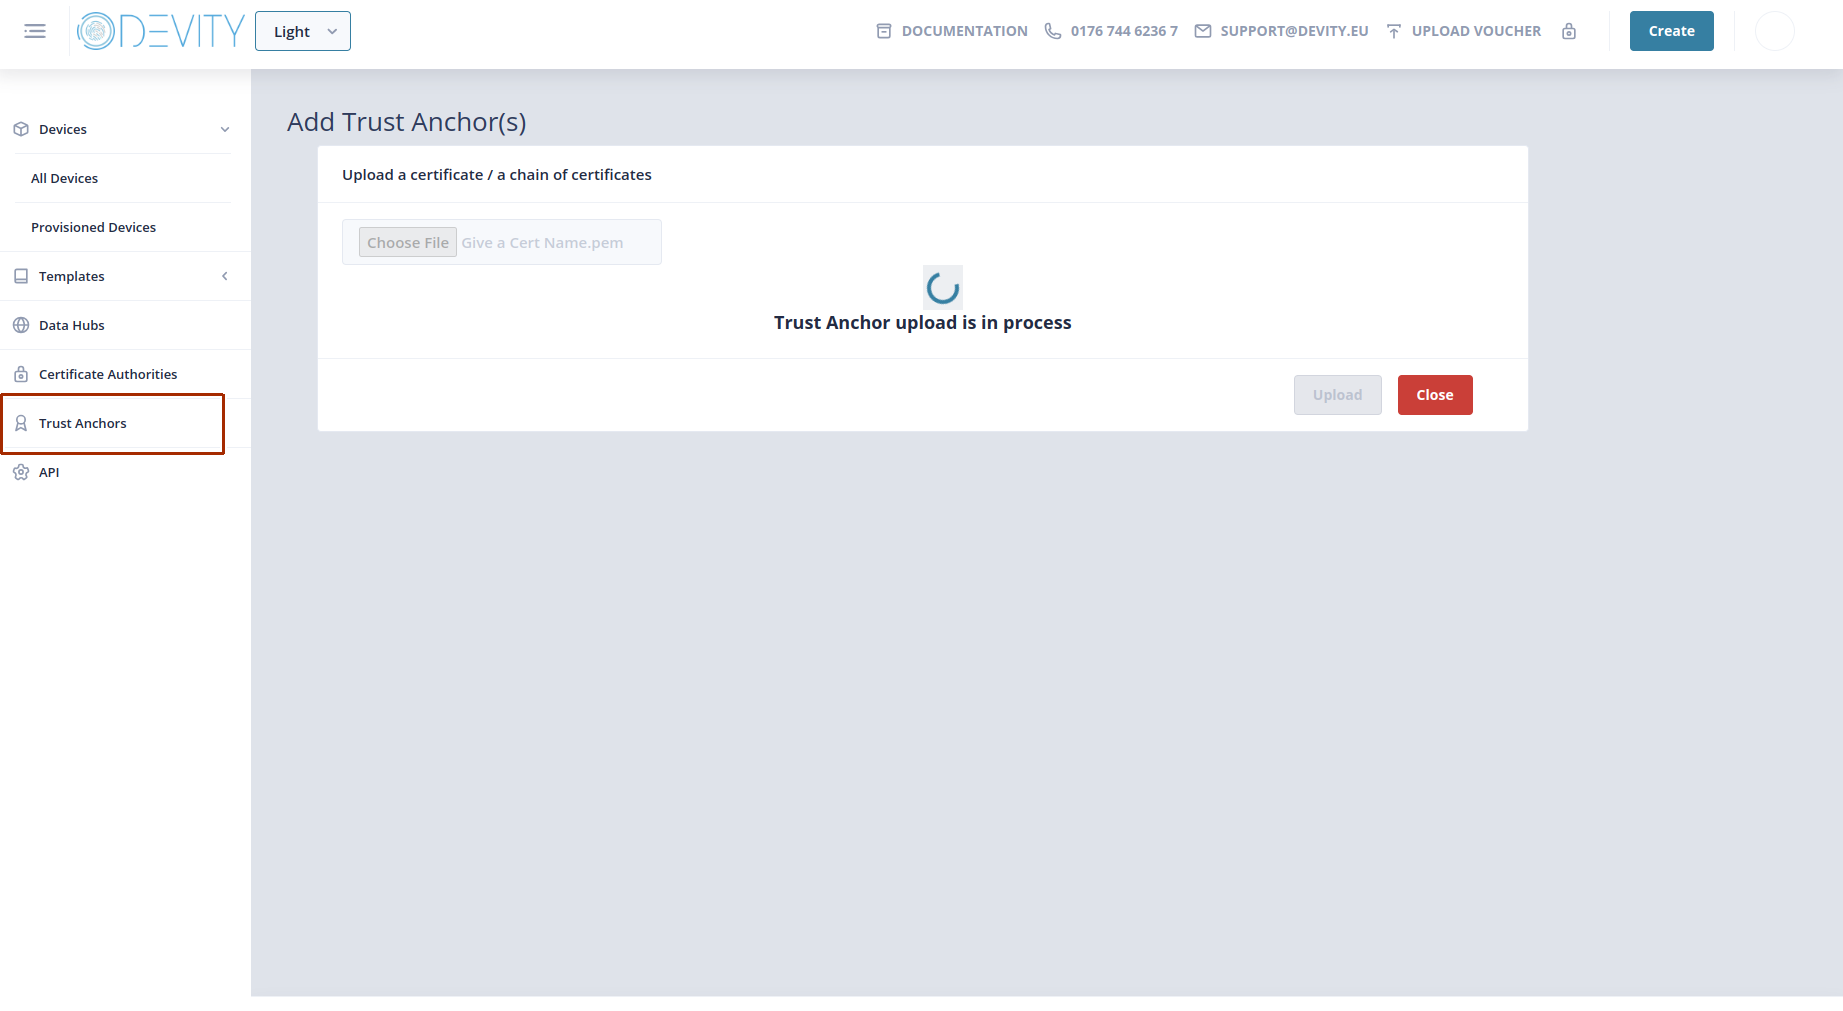 DEVITY
Light
DOCUMENTATION
0176 744 6236 7
SUPPORT@DEVITY.EU
UPLOAD VOUCHER
Create
Devices
All Devices
Provisioned Devices
Templates
Data Hubs
Certificate Authorities
Trust Anchors
API
Add Trust Anchor(s)
Upload a certificate / a chain of certificates
Choose File Give a Cert Name.pem
Trust Anchor upload is in process
Upload
Close